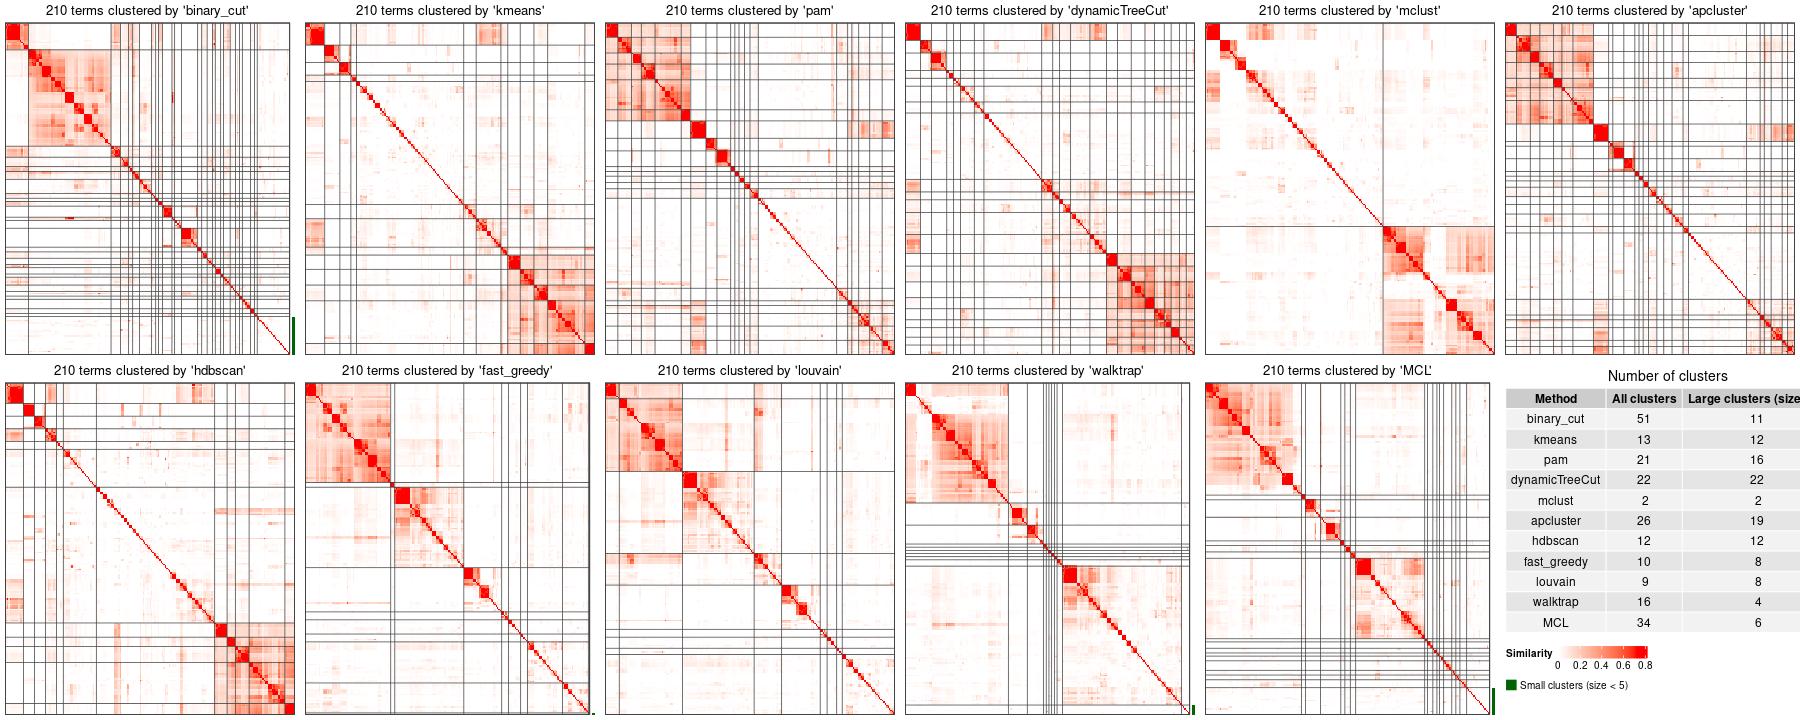 210 terms clustered by 'binary_cut'
210 terms clustered by 'kmeans'
210 terms clustered by 'pam'
210 terms clustered by 'dynamicTreeCut'
210 terms clustered by 'mclust'
210 terms clustered by 'apcluster'
210 terms clustered by 'hdbscan'
210 terms clustered by 'fast_greedy'
210 terms clustered by 'louvain'
210 terms clustered by 'walktrap'
210 terms clustered by 'MCL'
Number of clusters
Method All clusters Large clusters (size
binary_cut 51 11
kmeans 13 12
pam 21 16
dynamicTreeCut 22 22
mclust 2 2
apcluster 26 19
hdbscan 12 12
fast_greedy 10 8
louvain 9 8
walktrap 16 4
MCL 34 6
Similarity
0 0.2 0.4 0.6 0.8
Small clusters (size < 5)